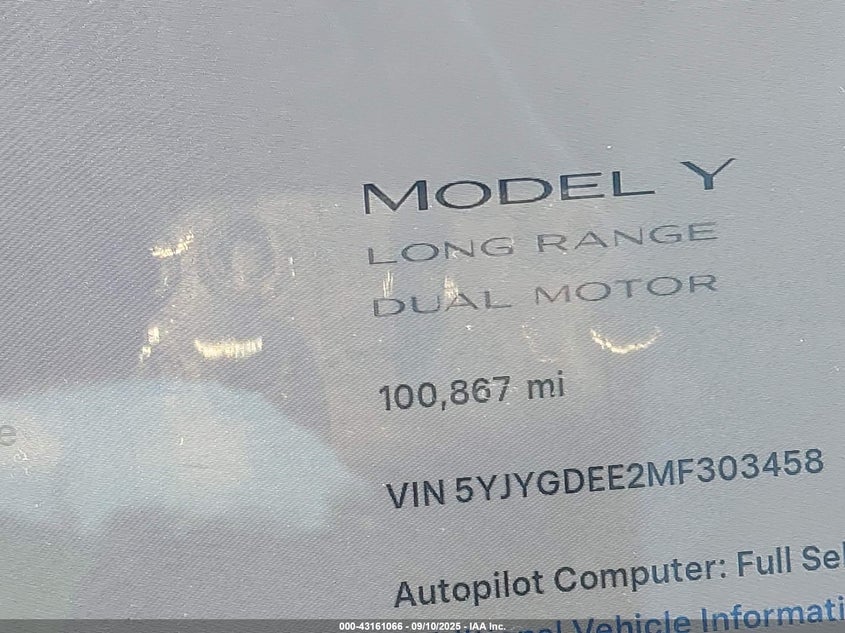 MODEL Y
LONG RANGE
DUAL MOTOR
100,867 mi
e
VIN 5YJYGDEE2MF303458
Autopilot Computer: Full Sel
Vehicle Informati
000-43161066 - 09/10/2025 - IAA Inc.